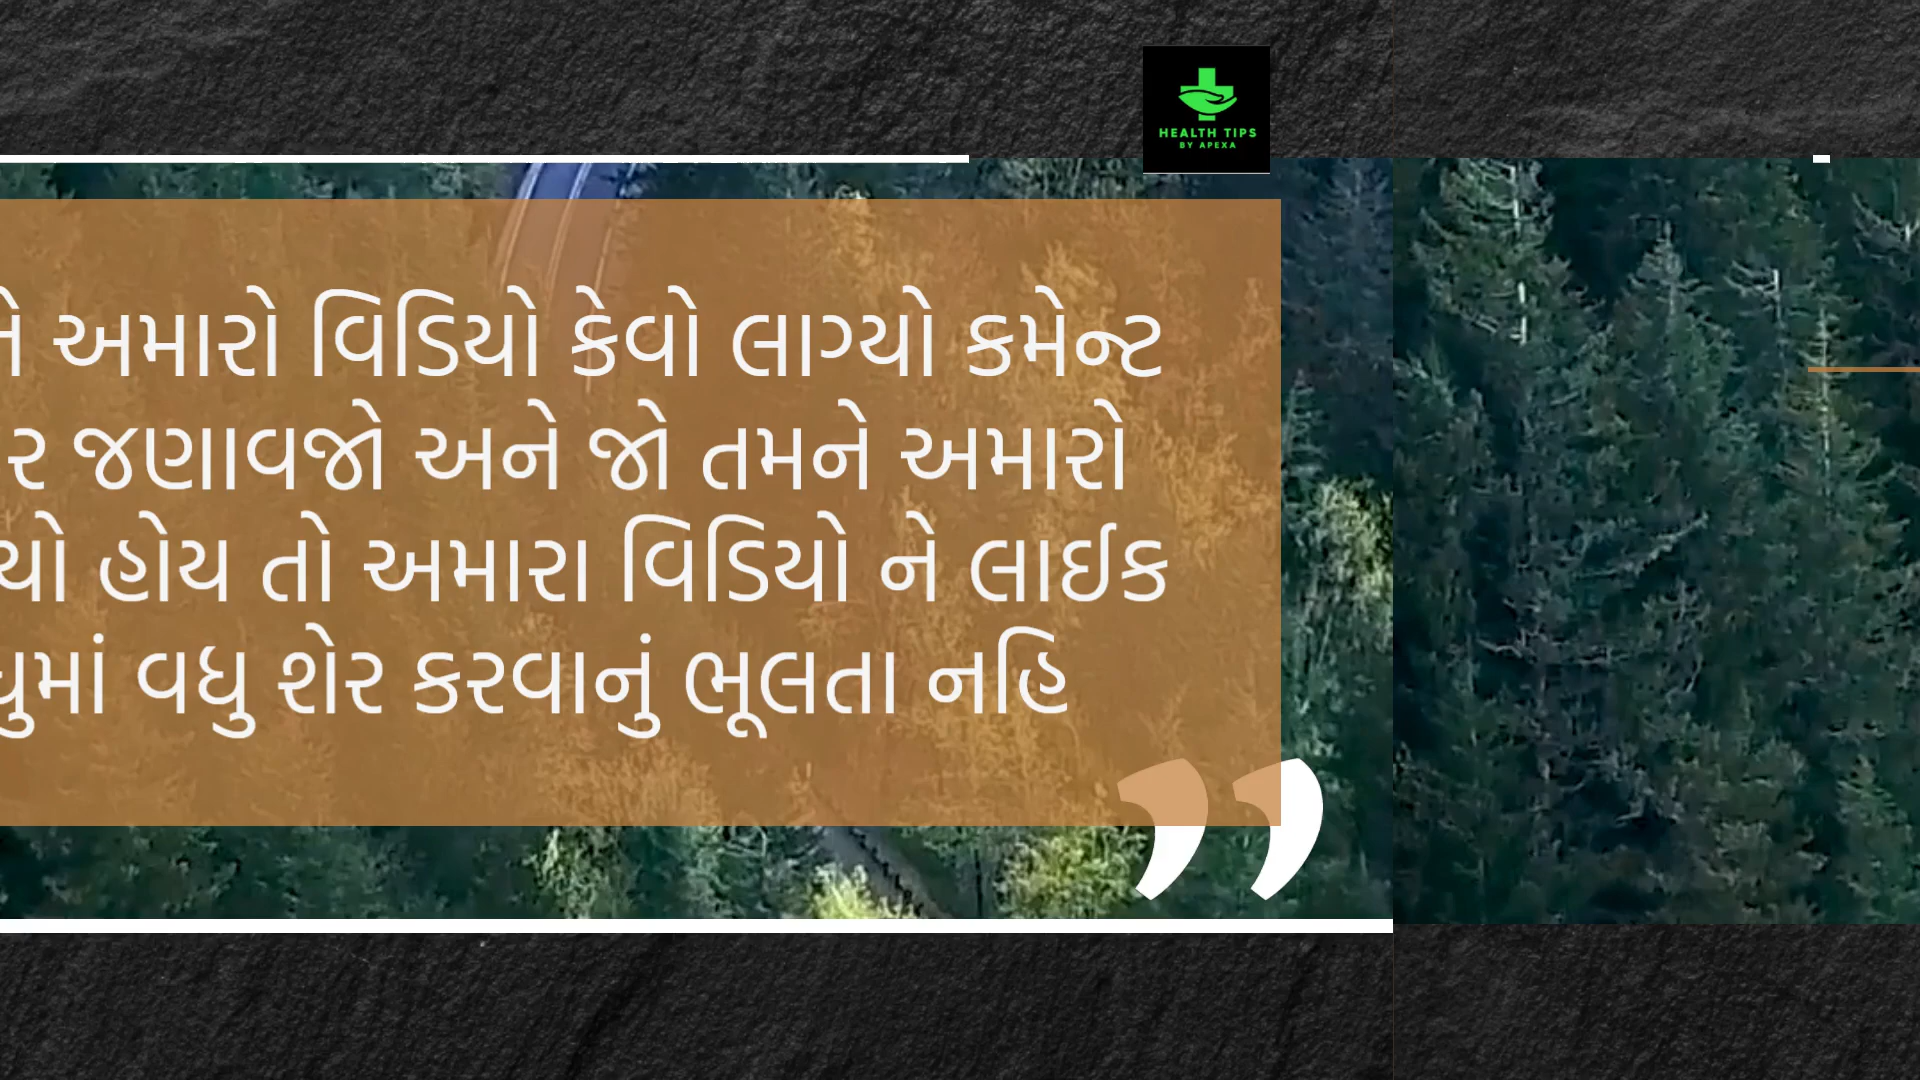 HEALTH TIPS
BY APEXA
અમારો વિડિયો કેવો લાગ્યો કમેન્ટ
જણાવજો અને જો તમને અમારો
હોય તો અમારા વિડિયો ને લાઈક
વધુ શેર કરવાનું ભૂલતા નહિ